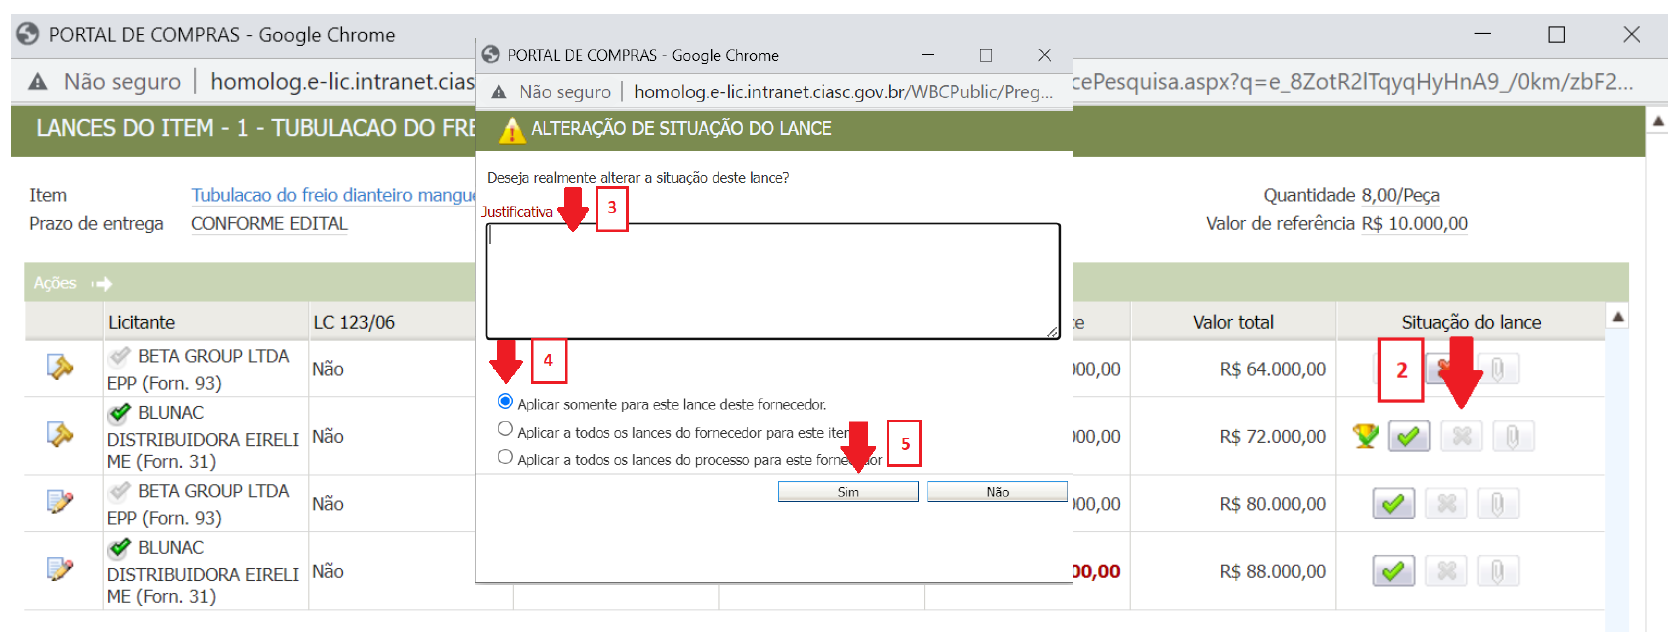 PORTAL DE COMPRAS - Google Chrome
Não seguro | homolog.e-lic.intranet.cias
cePesquisa.aspx?q=e_8ZotR2lTqyqHyHnA9_/0km/zbF2...
LANCES DO ITEM - 1 - TUBULACAO DO FRE
Item Tubulacao do freio dianteiro mangue
Prazo de entrega CONFORME EDITAL
Quantidade 8,00/Peça
Valor de referência R$ 10.000,00
PORTAL DE COMPRAS - Google Chrome
Não seguro | homolog.e-lic.intranet.ciasc.gov.br/WBCPublic/Preg...
ALTERAÇÃO DE SITUAÇÃO DO LANCE
Deseja realmente alterar a situação deste lance?
Justificativa
3
4
Aplicar somente para este lance deste fornecedor.
Aplicar a todos os lances do fornecedor para este item
Aplicar a todos os lances do processo para este fornecedor
5
Sim Não
Ações
Licitante LC 123/06 Valor total Situação do lance
BETA GROUP LTDA
EPP (Forn. 93) Não 000,00 R$ 64.000,00 2
BLUNAC
DISTRIBUIDORA EIRELI Não 000,00 R$ 72.000,00
ME (Forn. 31)
BETA GROUP LTDA
EPP (Forn. 93) Não 000,00 R$ 80.000,00
BLUNAC
DISTRIBUIDORA EIRELI Não 00,00 R$ 88.000,00
ME (Forn. 31)